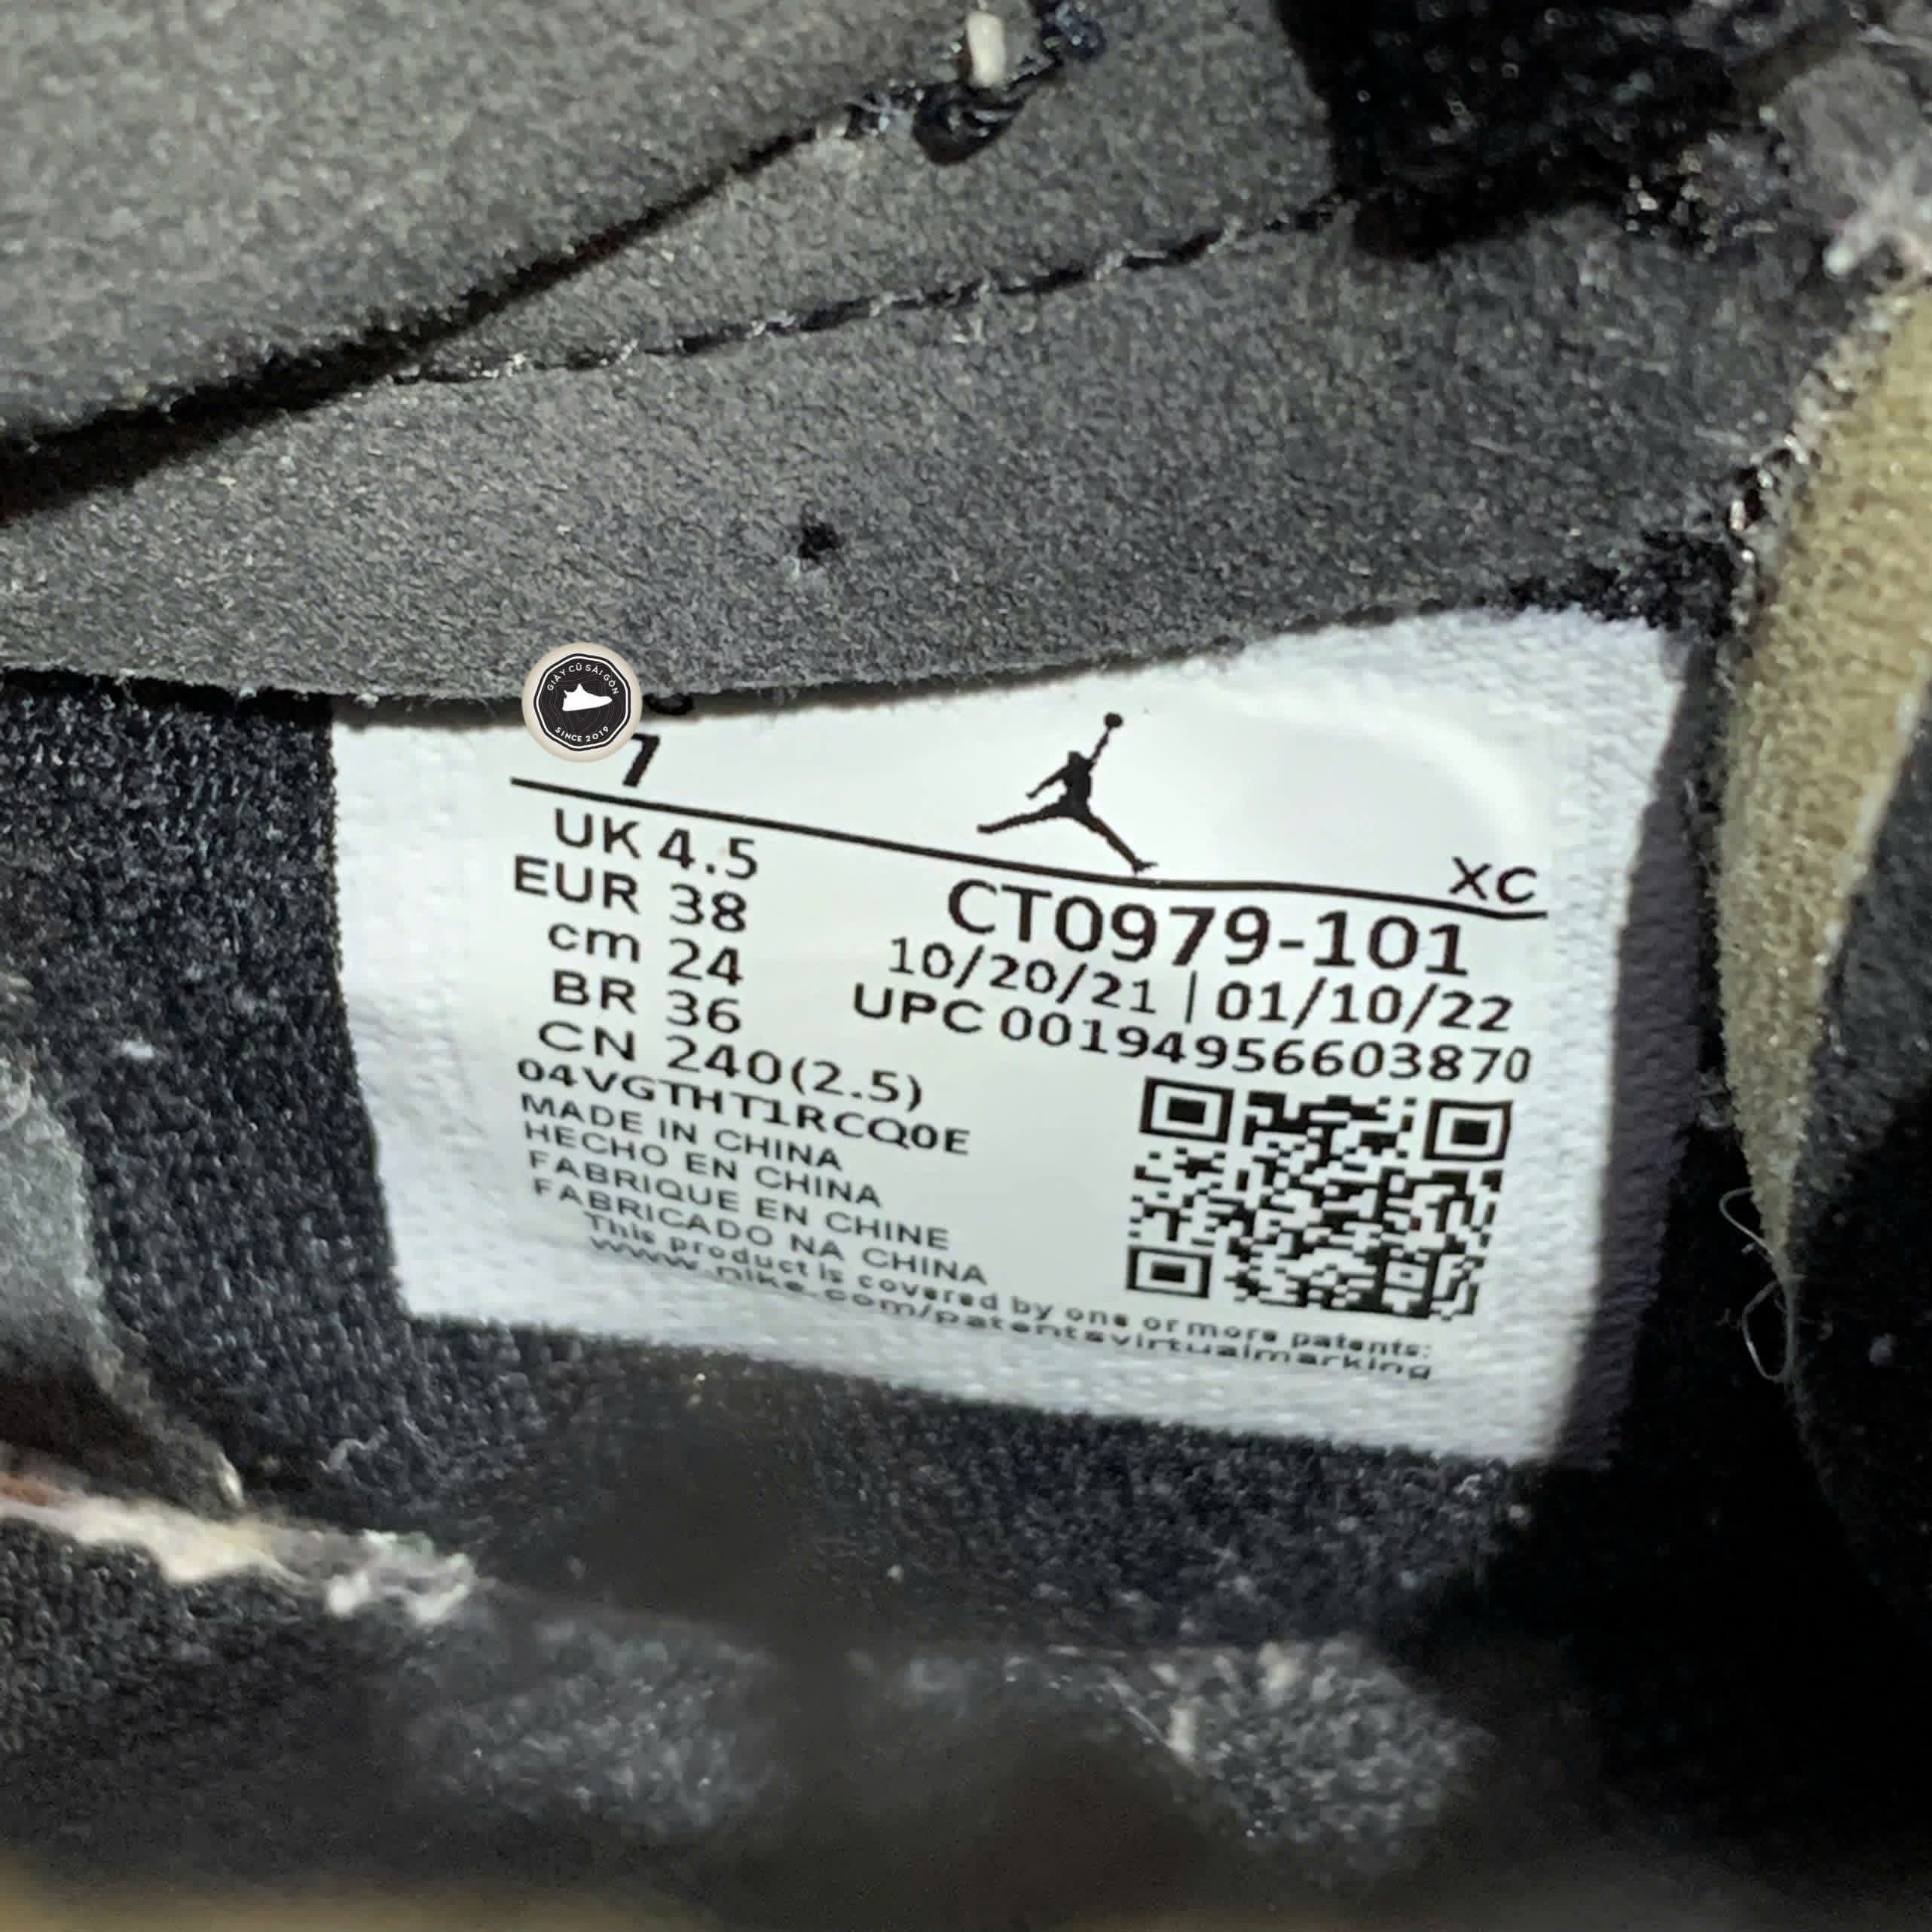 GIÀY CŨ SÀI GÒN
SINCE 2019
7
XC
UK 4.5
EUR 38
cm 24
BR 36
CN 240(2.5)
CT0979-101
10/20/21 | 01/10/22
UPC 00194956603870
04VGTHT1RCQ0E
MADE IN CHINA
HECHO EN CHINA
FABRIQUE EN CHINE
FABRICADO NA CHINA
This product is covered by one or more patents:
www.nike.com/patentsvirtualmarking